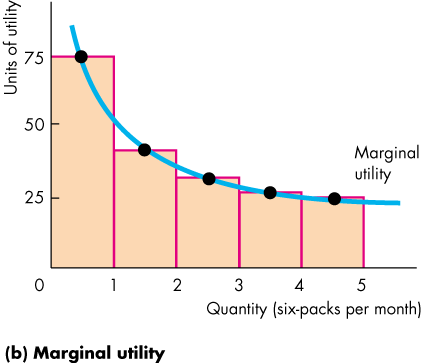 Units of utility
75
50
25
0
1
2
3
4
5
Marginal
utility
Quantity (six-packs per month)
(b) Marginal utility